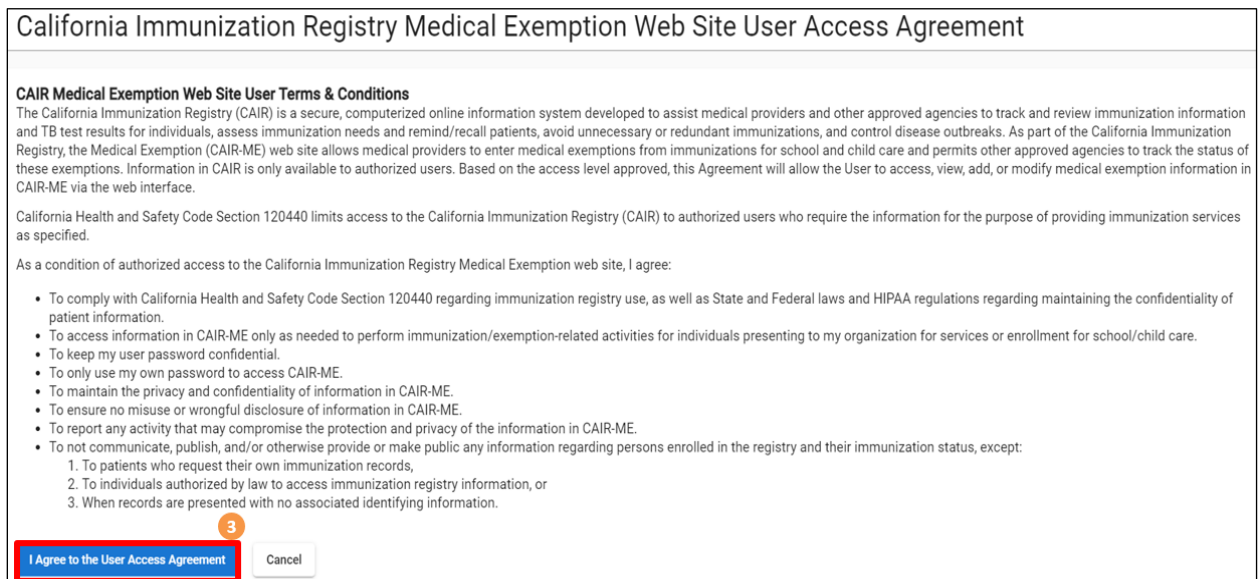 California Immunization Registry Medical Exemption Web Site User Access Agreement
CAIR Medical Exemption Web Site User Terms & Conditions
The California Immunization Registry (CAIR) is a secure, computerized online information system developed to assist medical providers and other approved agencies to track and review immunization information
and TB test results for individuals, assess immunization needs and remind/recall patients, avoid unnecessary or redundant immunizations, and control disease outbreaks. As part of the California Immunization
Registry, the Medical Exemption (CAIR-ME) web site allows medical providers to enter medical exemptions from immunizations for school and child care and permits other approved agencies to track the status of
these exemptions. Information in CAIR is only available to authorized users. Based on the access level approved, this Agreement will allow the User to access, view, add, or modify medical exemption information in
CAIR-ME via the web interface.
California Health and Safety Code Section 120440 limits access to the California Immunization Registry (CAIR) to authorized users who require the information for the purpose of providing immunization services
as specified.
As a condition of authorized access to the California Immunization Registry Medical Exemption web site, I agree:
• To comply with California Health and Safety Code Section 120440 regarding immunization registry use, as well as State and Federal laws and HIPAA regulations regarding maintaining the confidentiality of
patient information.
• To access information in CAIR-ME only as needed to perform immunization/exemption-related activities for individuals presenting to my organization for services or enrollment for school/child care.
• To keep my user password confidential.
• To only use my own password to access CAIR-ME.
• To maintain the privacy and confidentiality of information in CAIR-ME.
• To ensure no misuse or wrongful disclosure of information in CAIR-ME.
• To report any activity that may compromise the protection and privacy of the information in CAIR-ME.
• To not communicate, publish, and/or otherwise provide or make public any information regarding persons enrolled in the registry and their immunization status, except:
1. To patients who request their own immunization records,
2. To individuals authorized by law to access immunization registry information, or
3. When records are presented with no associated identifying information.
3
I Agree to the User Access Agreement
Cancel